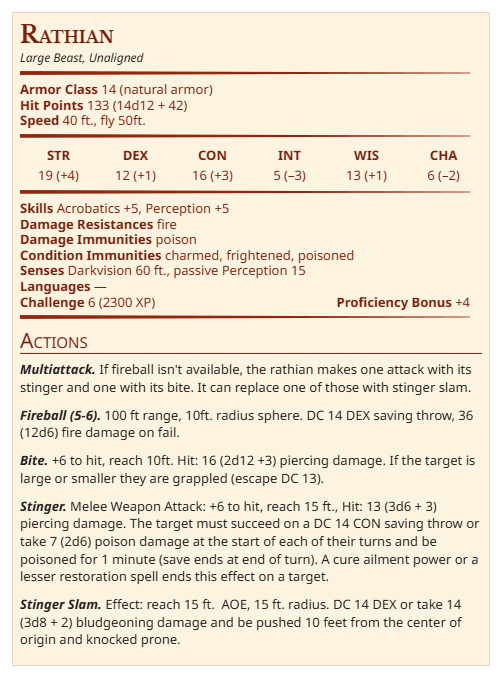 RATHIAN
Large Beast, Unaligned
Armor Class 14 (natural armor)
Hit Points 133 (14d12 + 42)
Speed 40 ft., fly 50ft.
STR DEX CON INT WIS CHA
19 (+4) 12 (+1) 16 (+3) 5 (–3) 13 (+1) 6 (–2)
Skills Acrobatics +5, Perception +5
Damage Resistances fire
Damage Immunities poison
Condition Immunities charmed, frightened, poisoned
Senses Darkvision 60 ft., passive Perception 15
Languages —
Challenge 6 (2300 XP) Proficiency Bonus +4
ACTIONS
Multiattack. If fireball isn't available, the rathian makes one attack with its
stinger and one with its bite. It can replace one of those with stinger slam.
Fireball (5-6). 100 ft range, 10ft. radius sphere. DC 14 DEX saving throw, 36
(12d6) fire damage on fail.
Bite. +6 to hit, reach 10ft. Hit: 16 (2d12 +3) piercing damage. If the target is
large or smaller they are grappled (escape DC 13).
Stinger. Melee Weapon Attack: +6 to hit, reach 15 ft., Hit: 13 (3d6 + 3)
piercing damage. The target must succeed on a DC 14 CON saving throw or
take 7 (2d6) poison damage at the start of each of their turns and be
poisoned for 1 minute (save ends at end of turn). A cure ailment power or a
lesser restoration spell ends this effect on a target.
Stinger Slam. Effect: reach 15 ft.  AOE, 15 ft. radius. DC 14 DEX or take 14
(3d8 + 2) bludgeoning damage and be pushed 10 feet from the center of
origin and knocked prone.